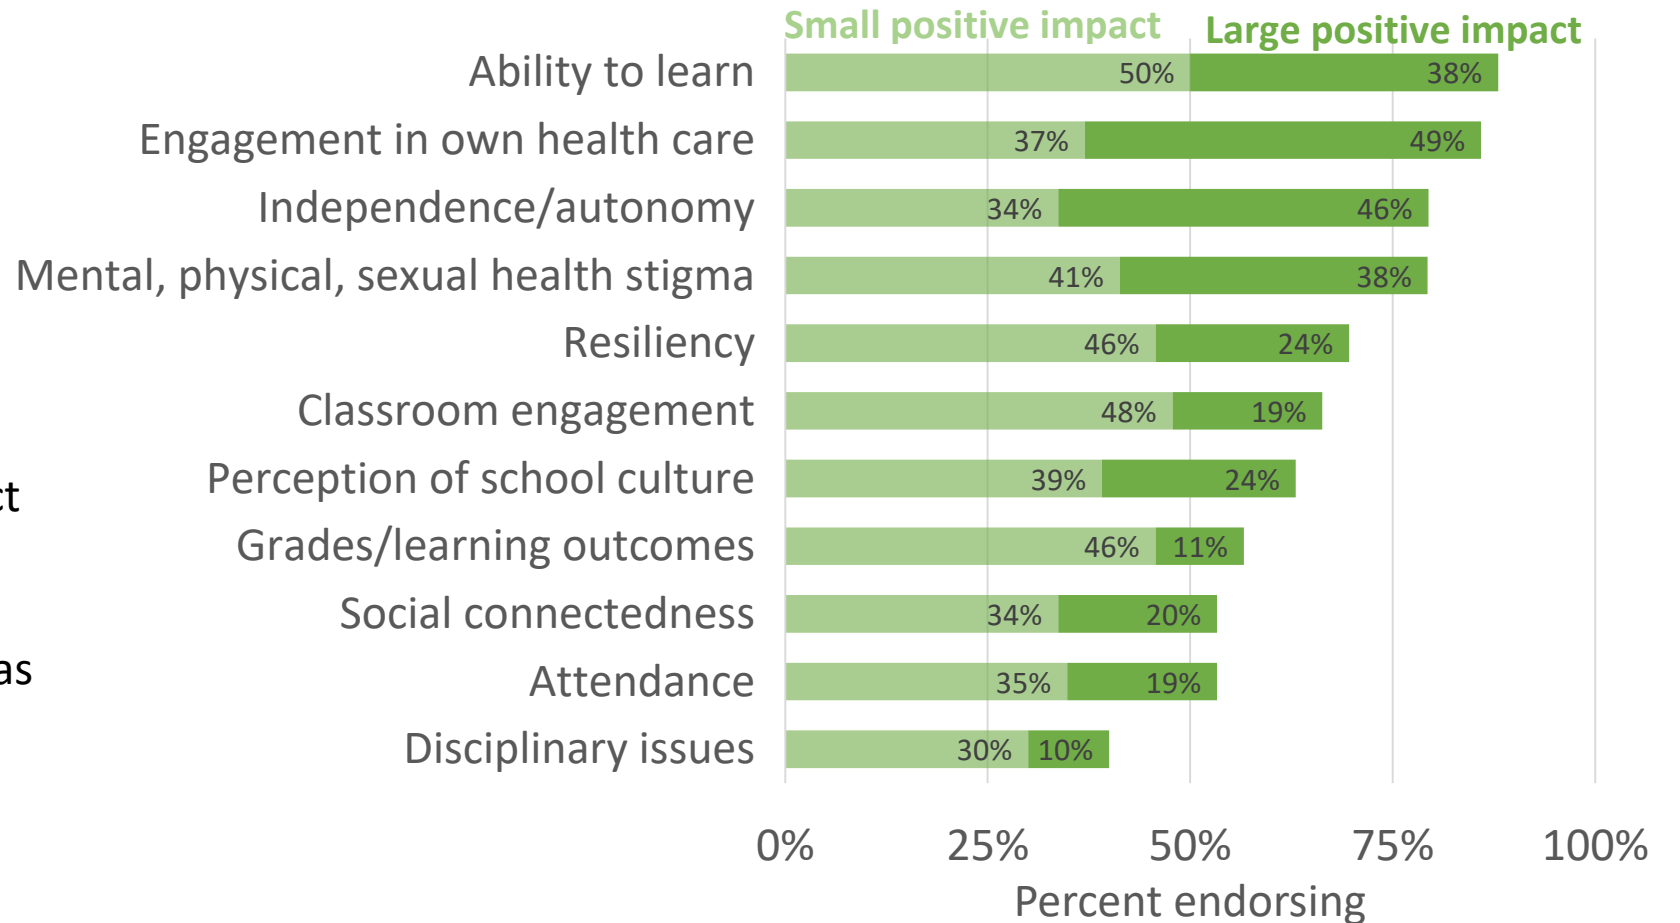 Small positive impact Large positive impact
Ability to learn 50% 38%
Engagement in own health care 37% 49%
Independence/autonomy 34% 46%
Mental, physical, sexual health stigma 41% 38%
Resiliency 46% 24%
Classroom engagement 48% 19%
Perception of school culture 39% 24%
ct
Grades/learning outcomes 46% 11%
Social connectedness 34% 20%
as
Attendance 35% 19%
Disciplinary issues 30% 10%
0% 25% 50% 75% 100%
Percent endorsing